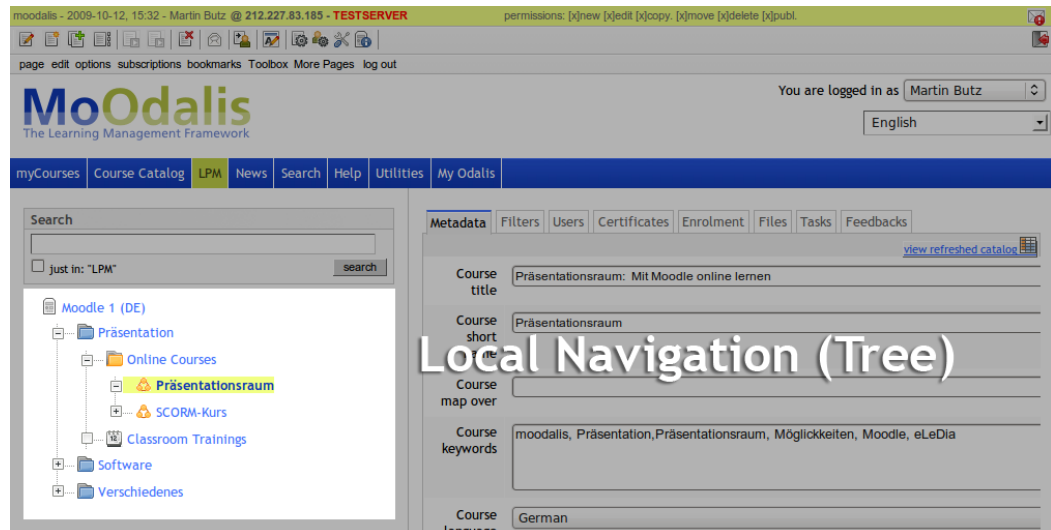 moodalis - 2009-10-12, 15:32 - Martin Butz @ 212.227.83.185 - TESTSERVER permissions: [x]new [x]edit [x]copy. [x]move [x]delete [x]publ.
page edit options subscriptions bookmarks Toolbox More Pages log out
You are logged in as Martin Butz
MoOdalis
The Learning Management Framework
English
myCourses Course Catalog LPM News Search Help Utilities My Odalis
Search
just in: "LPM" search
Moodle 1 (DE)
Präsentation
Online Courses
Präsentationsraum
SCORM-Kurs
Classroom Trainings
Software
Verschiedenes
Metadata Filters Users Certificates Enrolment Files Tasks Feedbacks
view refreshed catalog
Course title Präsentationsraum: Mit Moodle online lernen
Course short Präsentationsraum
Local Navigation (Tree)
Course map over
Course keywords moodalis, Präsentation,Präsentationsraum, Möglickkeiten, Moodle, eLeDia
Course German